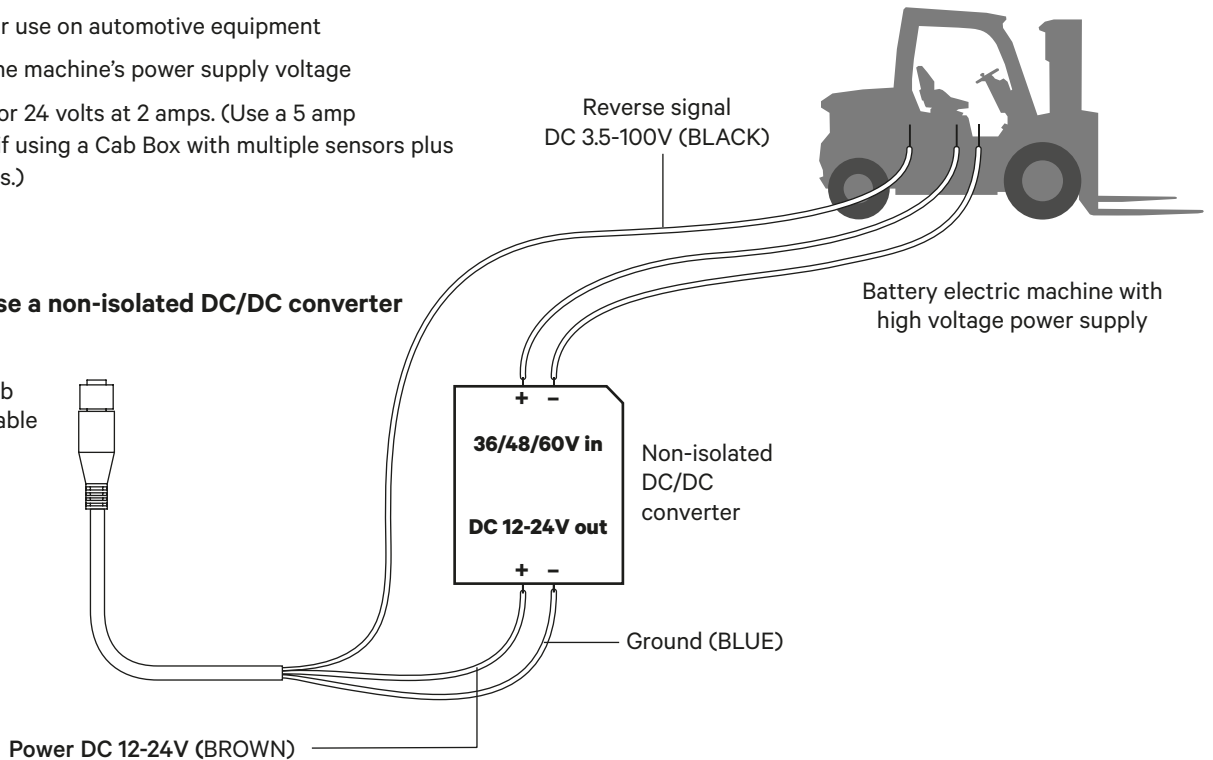 r use on automotive equipment
ne machine's power supply voltage
or 24 volts at 2 amps. (Use a 5 amp
if using a Cab Box with multiple sensors plus
s.)
se a non-isolated DC/DC converter
b
able
Reverse signal
DC 3.5-100V (BLACK)
Battery electric machine with
high voltage power supply
+ –
36/48/60V in
DC 12-24V out
+ –
Non-isolated
DC/DC
converter
Ground (BLUE)
Power DC 12-24V (BROWN)